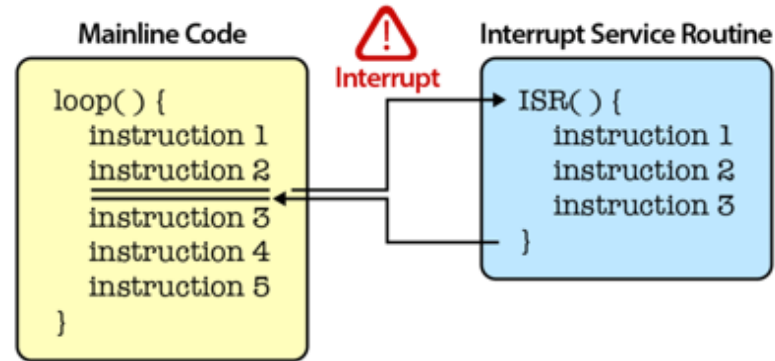 Mainline Code
loop( ) {
instruction 1
instruction 2
instruction 3
instruction 4
instruction 5
}
!
Interrupt
Interrupt Service Routine
ISR( ) {
instruction 1
instruction 2
instruction 3
}